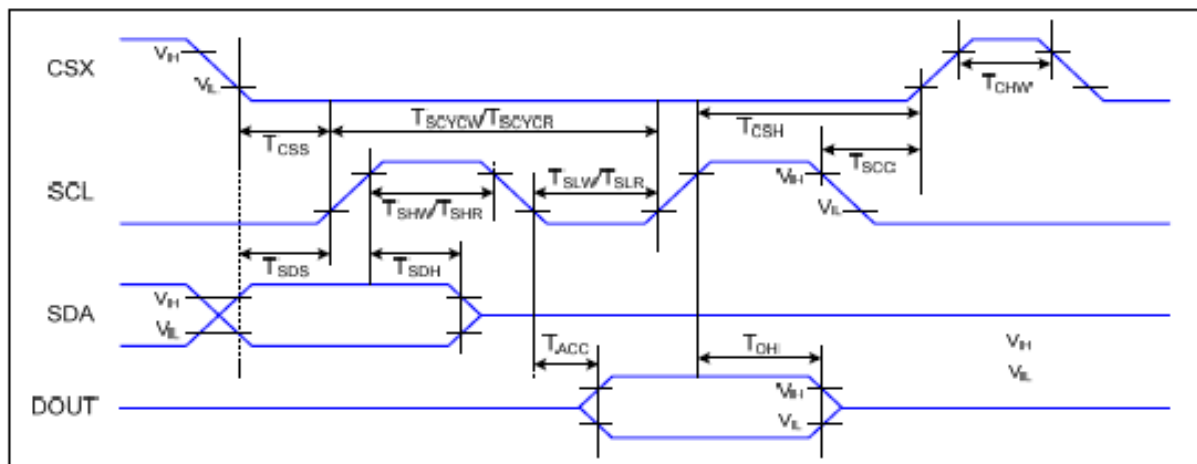 CSX
VIH
VIL
TCHW
TSCYCW/TSCYCR
TCSS
TCSH
TSCC
SCL
TSHW/TSHR
TSLW/TSLR
VIH
VIL
TSDS
TSDH
SDA
VIH
VIL
TACC
TOH
VIH
VIL
DOUT
VIH
VIL